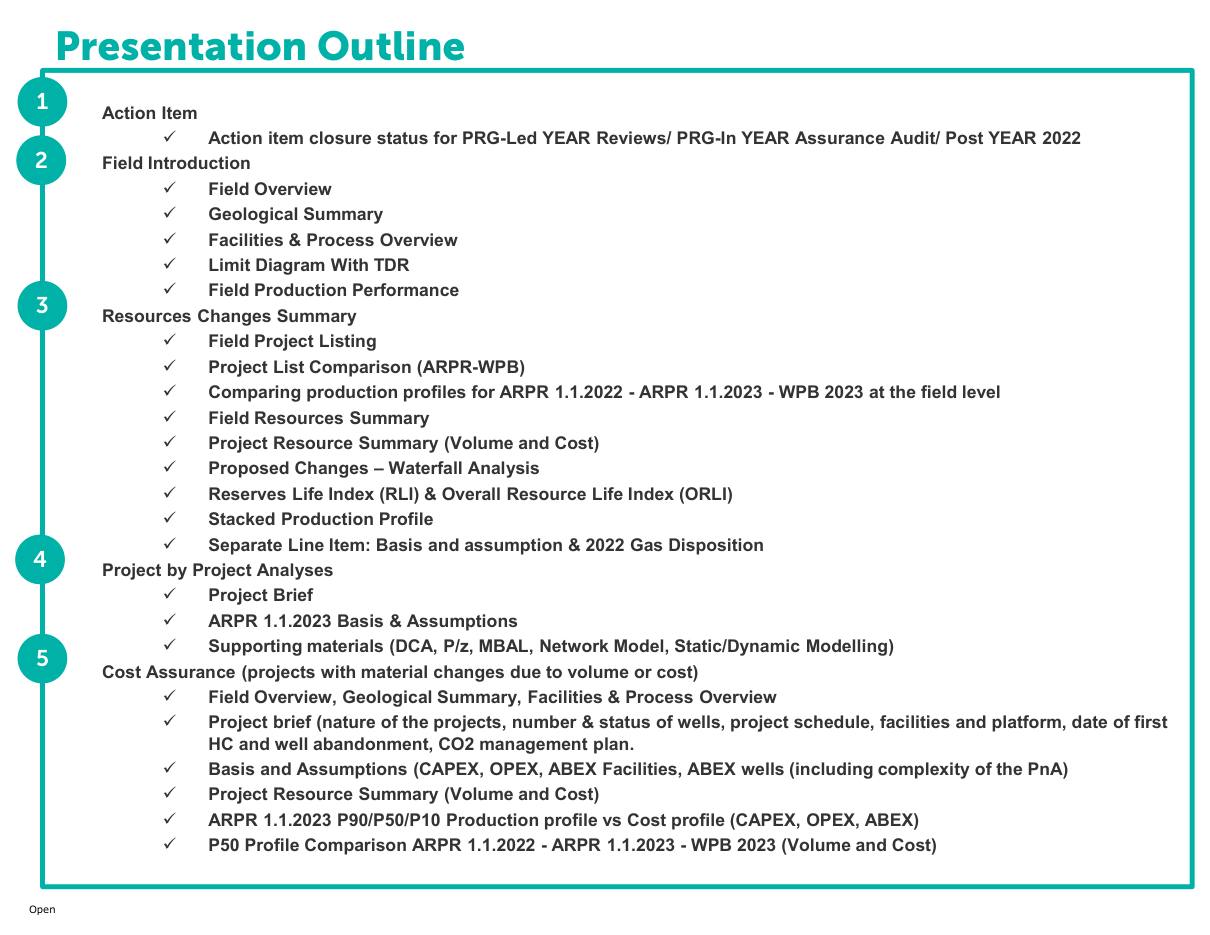 Presentation Outline
1
Action Item
✓ Action item closure status for PRG-Led YEAR Reviews/ PRG-In YEAR Assurance Audit/ Post YEAR 2022
2
Field Introduction
✓ Field Overview
✓ Geological Summary
✓ Facilities & Process Overview
✓ Limit Diagram With TDR
✓ Field Production Performance
3
Resources Changes Summary
✓ Field Project Listing
✓ Project List Comparison (ARPR-WPB)
✓ Comparing production profiles for ARPR 1.1.2022 - ARPR 1.1.2023 - WPB 2023 at the field level
✓ Field Resources Summary
✓ Project Resource Summary (Volume and Cost)
✓ Proposed Changes – Waterfall Analysis
✓ Reserves Life Index (RLI) & Overall Resource Life Index (ORLI)
✓ Stacked Production Profile
✓ Separate Line Item: Basis and assumption & 2022 Gas Disposition
4
Project by Project Analyses
✓ Project Brief
✓ ARPR 1.1.2023 Basis & Assumptions
✓ Supporting materials (DCA, P/z, MBAL, Network Model, Static/Dynamic Modelling)
5
Cost Assurance (projects with material changes due to volume or cost)
✓ Field Overview, Geological Summary, Facilities & Process Overview
✓ Project brief (nature of the projects, number & status of wells, project schedule, facilities and platform, date of first
HC and well abandonment, CO2 management plan.
✓ Basis and Assumptions (CAPEX, OPEX, ABEX Facilities, ABEX wells (including complexity of the PnA)
✓ Project Resource Summary (Volume and Cost)
✓ ARPR 1.1.2023 P90/P50/P10 Production profile vs Cost profile (CAPEX, OPEX, ABEX)
✓ P50 Profile Comparison ARPR 1.1.2022 - ARPR 1.1.2023 - WPB 2023 (Volume and Cost)
Open